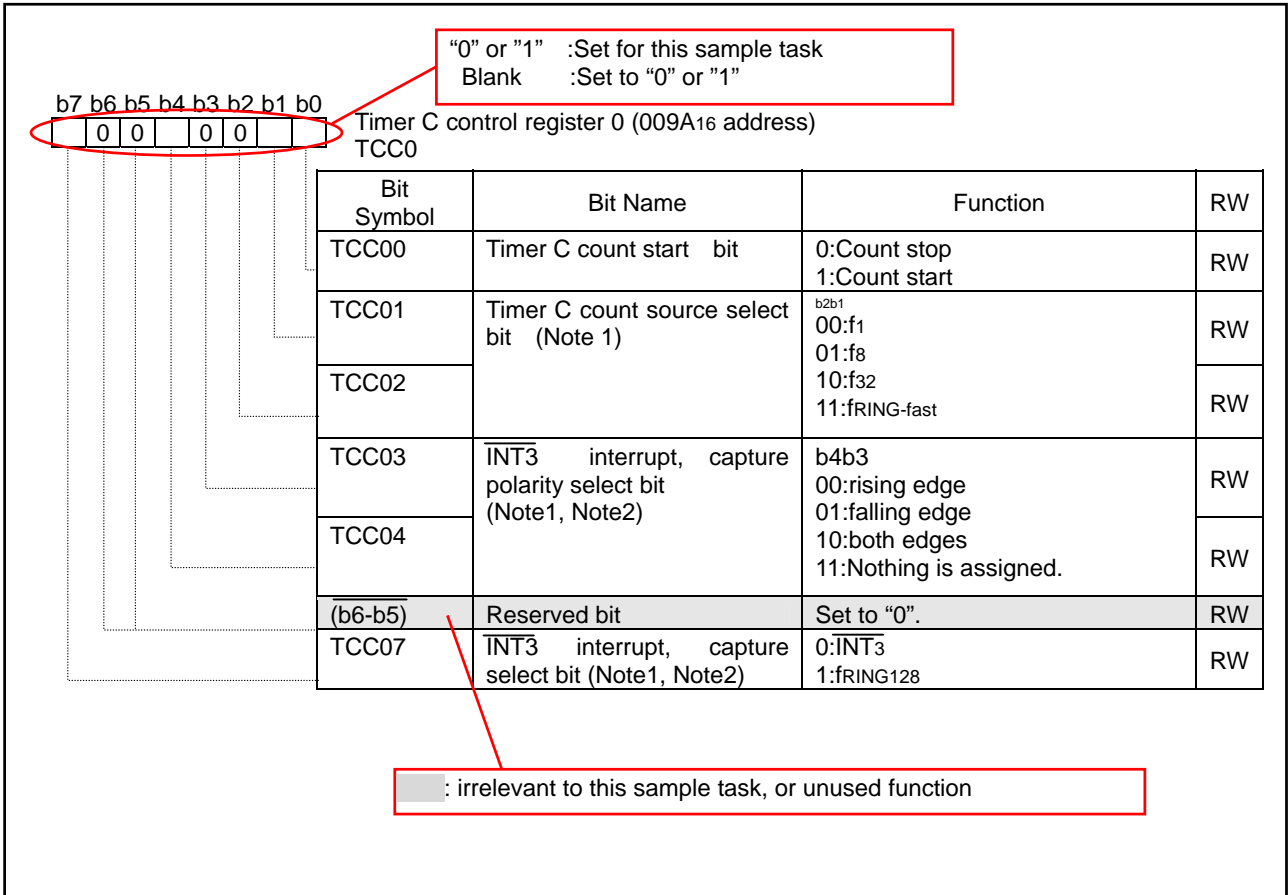 “0” or ”1” :Set for this sample task
Blank :Set to “0” or ”1”
b7 b6 b5 b4 b3 b2 b1 b0
0 0 0 0
Timer C control register 0 (009A16 address)
TCC0
Bit Symbol Bit Name Function RW
TCC00 Timer C count start bit 0:Count stop RW
1:Count start
TCC01 Timer C count source select bit (Note 1) b2b1 RW
00:f1
01:f8
TCC02 10:f32 RW
11:fRING-fast
TCC03 INT3 interrupt, capture polarity select bit (Note1, Note2) b4b3 RW
00:rising edge
01:falling edge
TCC04 10:both edges RW
11:Nothing is assigned.
(b6-b5) Reserved bit Set to “0”. RW
TCC07 INT3 interrupt, capture select bit (Note1, Note2) 0:INT3 RW
1:fRING128
: irrelevant to this sample task, or unused function